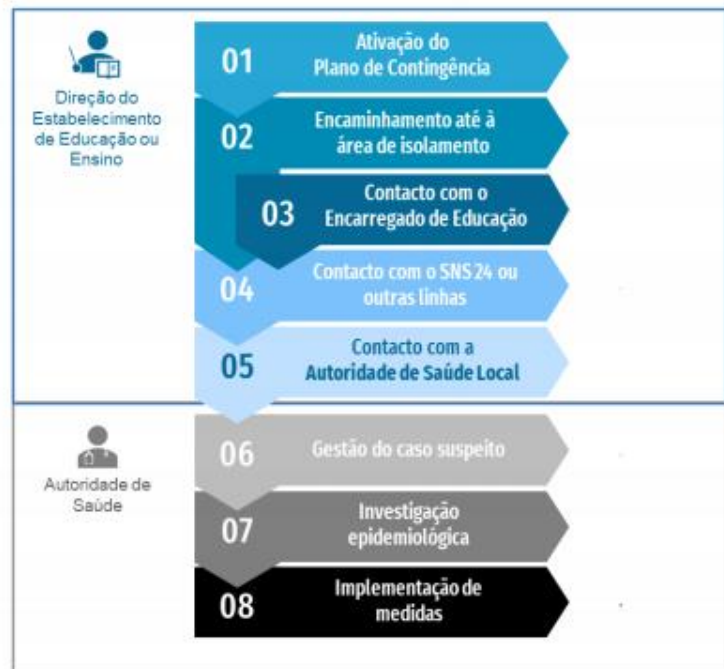 Direção do
Estabelecimento
de Educação ou
Ensino
01
Ativação do
Plano de Contingência
02
Encaminhamento até à
área de isolamento
03
Contacto com o
Encarregado de Educação
04
Contacto com o SNS 24 ou
outras linhas
05
Contacto com a
Autoridade de Saúde Local
Autoridade de
Saúde
06
Gestão do caso suspeito
07
Investigação
epidemiológica
08
Implementação de
medidas